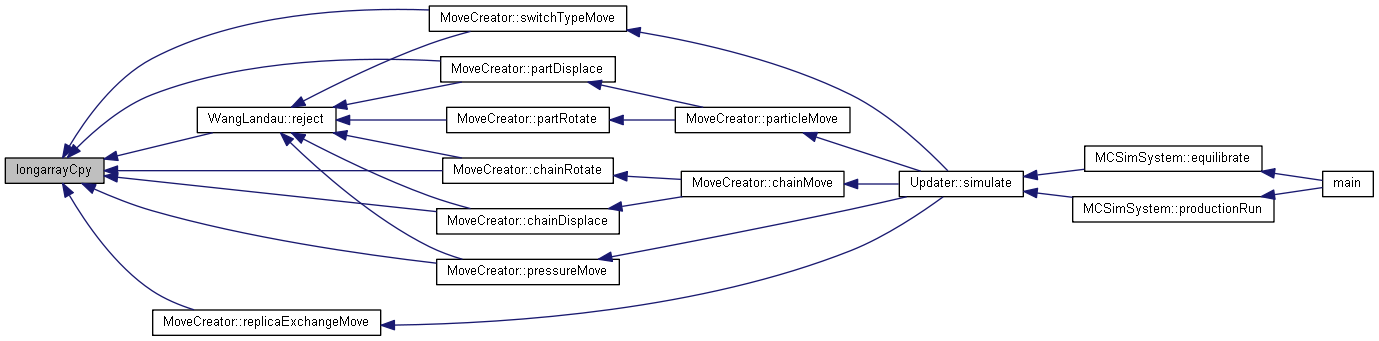 MoveCreator::switchTypeMove
MoveCreator::partDisplace
WangLandau::reject
MoveCreator::partRotate
MoveCreator::particleMove
longarrayCpy
MoveCreator::chainRotate
MoveCreator::chainMove
Updater::simulate
MCSimSystem::equilibrate
main
MCSimSystem::productionRun
MoveCreator::chainDisplace
MoveCreator::pressureMove
MoveCreator::replicaExchangeMove